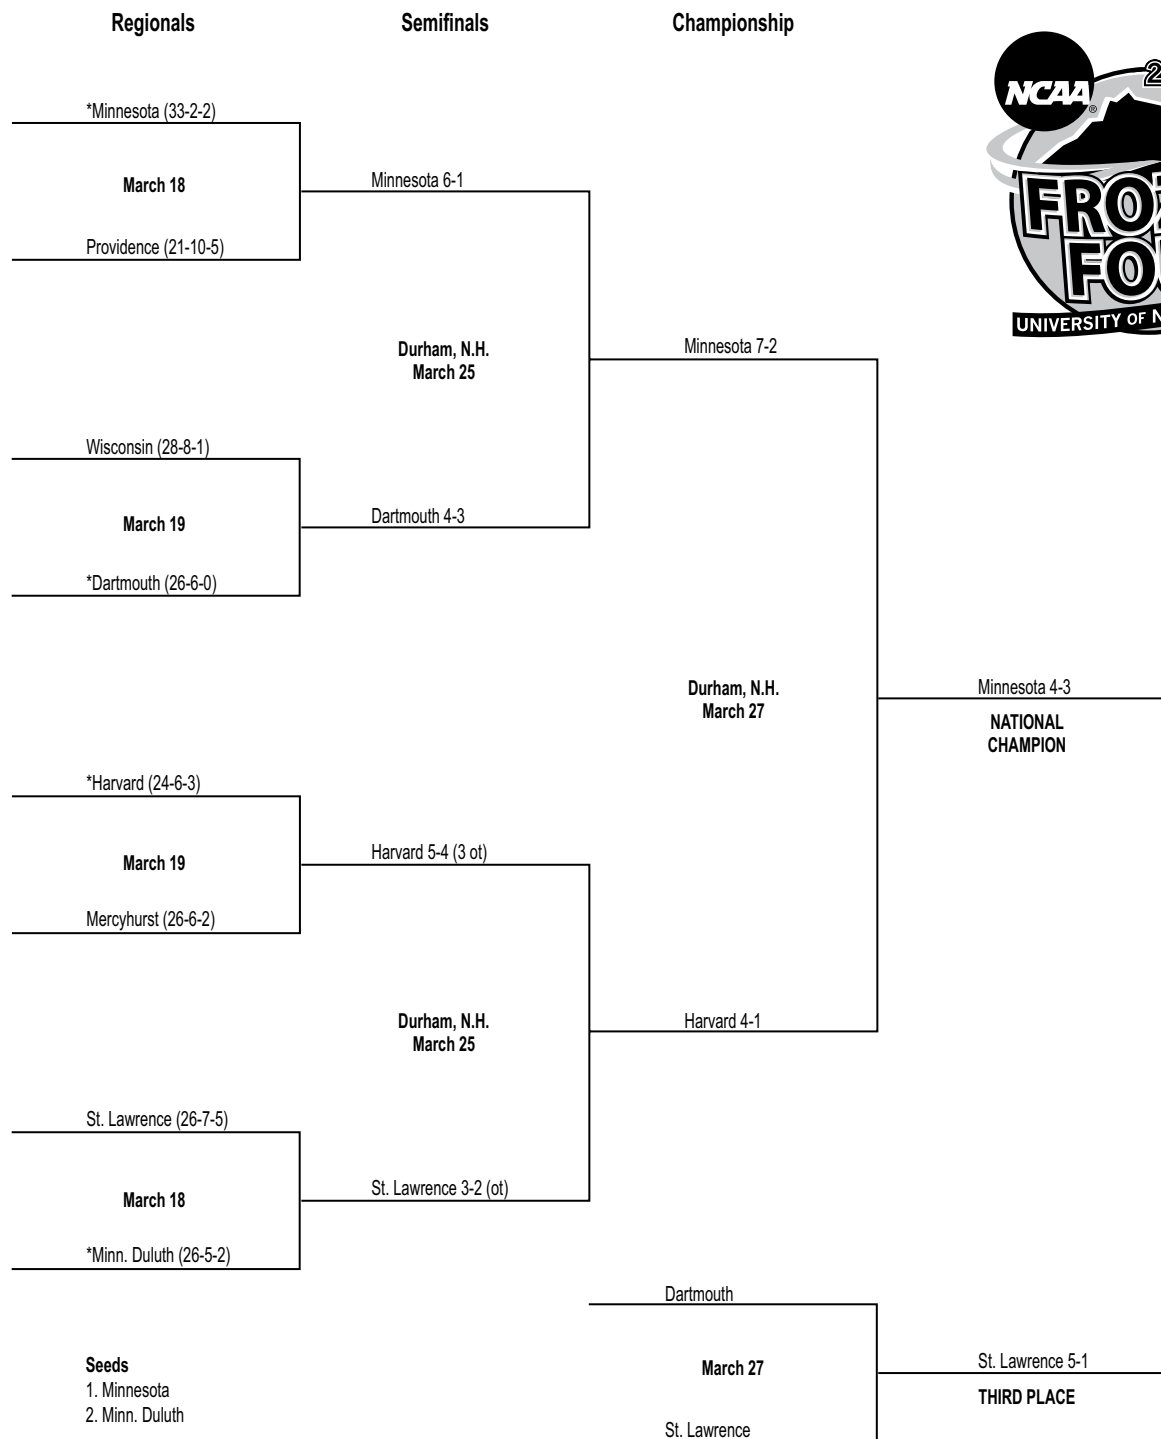 Regionals
Semifinals
Championship
NCAA
®
2
FROZ
FOU
UNIVERSITY OF N
*Minnesota (33-2-2)
March 18
Providence (21-10-5)
Minnesota 6-1
Durham, N.H.
March 25
Minnesota 7-2
Wisconsin (28-8-1)
March 19
*Dartmouth (26-6-0)
Dartmouth 4-3
Durham, N.H.
March 27
Minnesota 4-3
NATIONAL
CHAMPION
*Harvard (24-6-3)
March 19
Mercyhurst (26-6-2)
Harvard 5-4 (3 ot)
Durham, N.H.
March 25
Harvard 4-1
St. Lawrence (26-7-5)
March 18
*Minn. Duluth (26-5-2)
St. Lawrence 3-2 (ot)
Dartmouth
March 27
St. Lawrence
St. Lawrence 5-1
THIRD PLACE
Seeds
1. Minnesota
2. Minn. Duluth